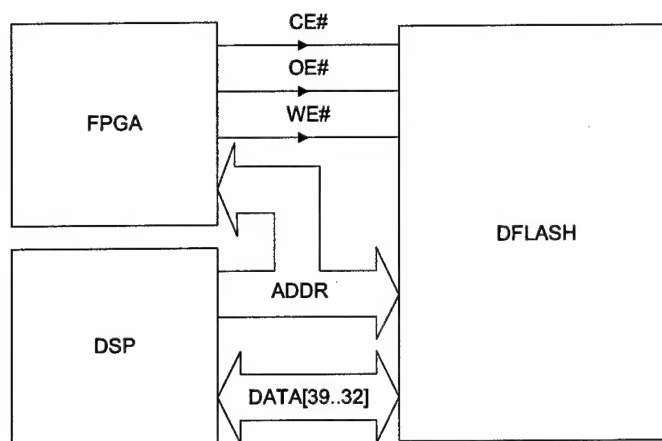 CE#
OE#
WE#
FPGA
DFLASH
ADDR
DSP
DATA[39..32]